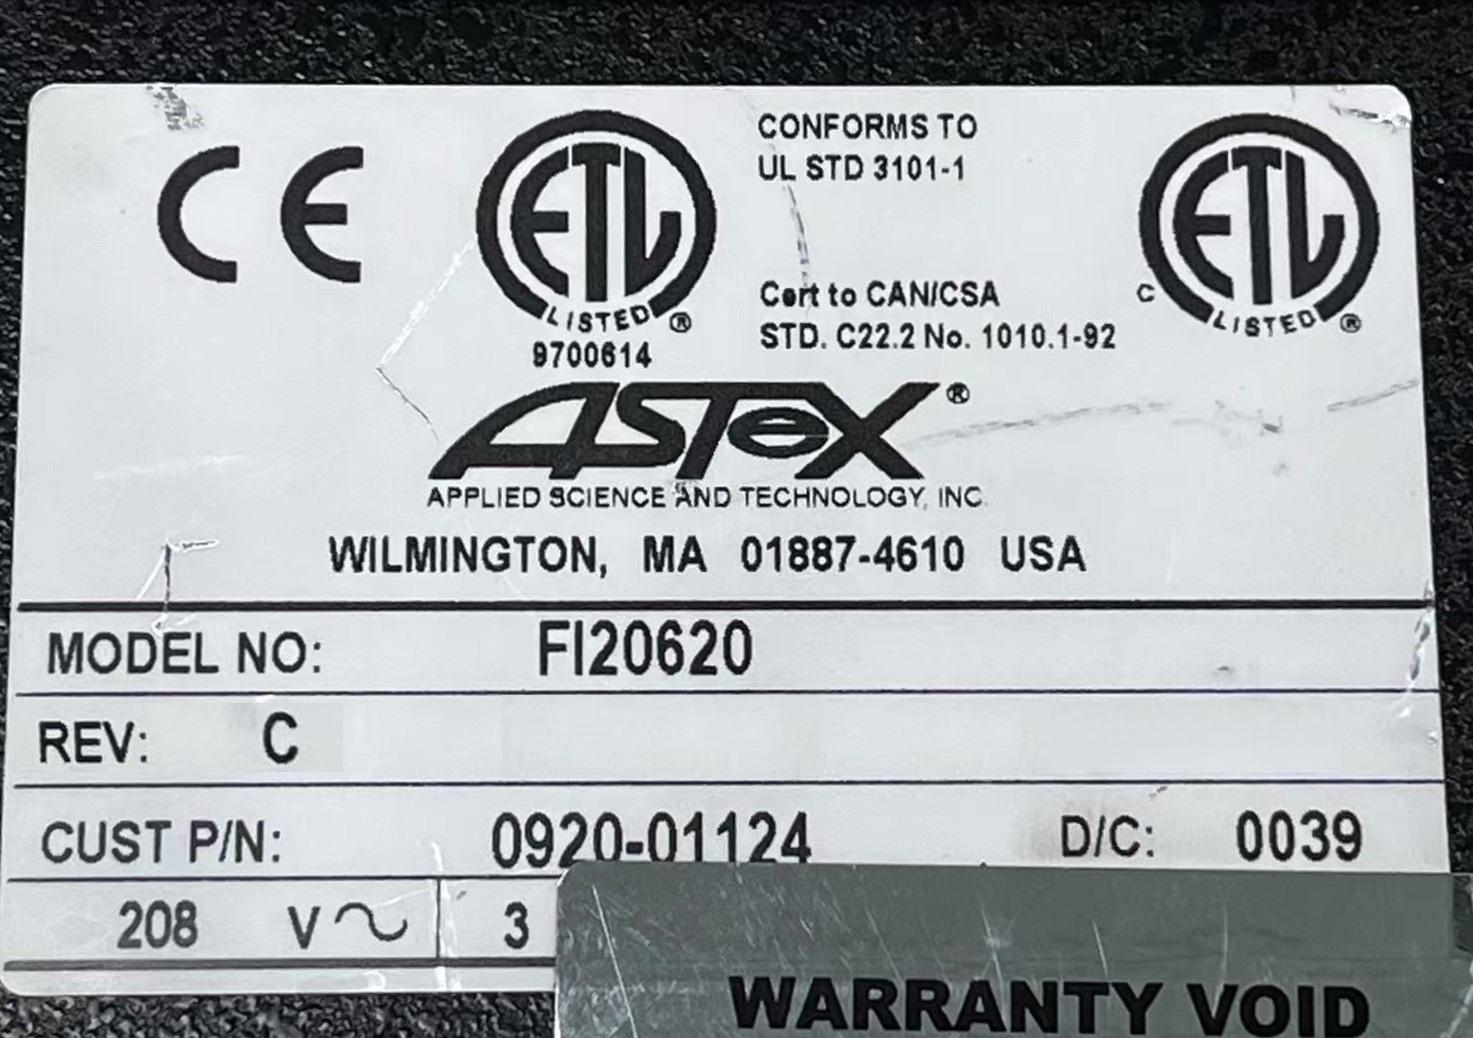 CE
ETL
LISTED ®
9700614
CONFORMS TO
UL STD 3101-1
Cert to CAN/CSA
STD. C22.2 No. 1010.1-92
C
ETL
LISTED ®
ASTeX ®
APPLIED SCIENCE AND TECHNOLOGY, INC.
WILMINGTON, MA 01887-4610 USA
MODEL NO: FI20620
REV: C
CUST P/N: 0920-01124 D/C: 0039
208 V 3
WARRANTY VOID